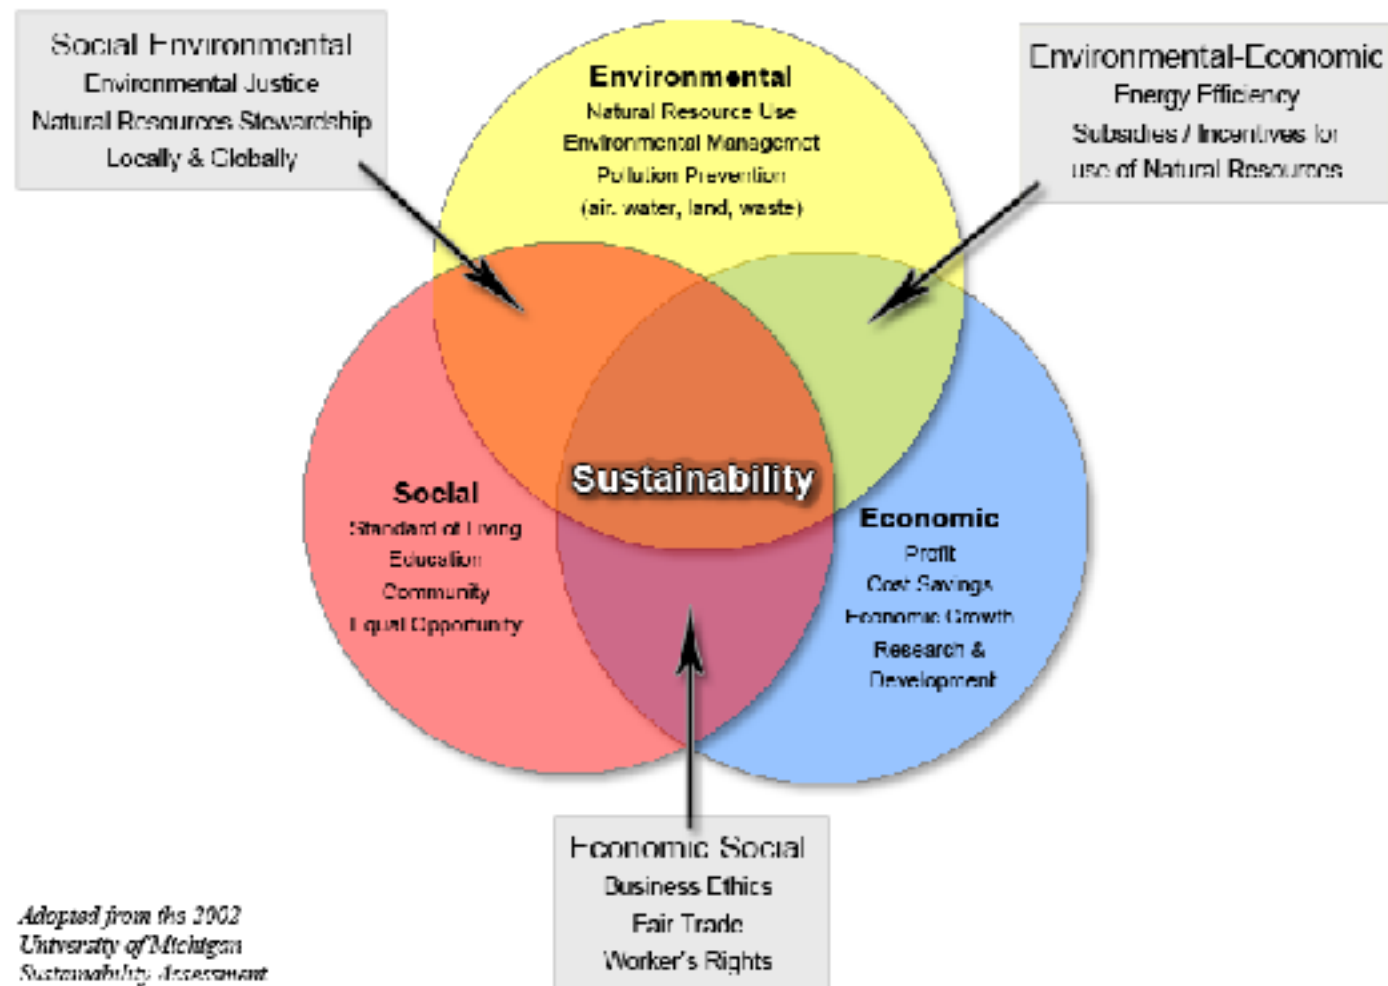 Social Environmental
Environmental Justice
Natural Resources Stewardship
Locally & Globally
Environmental
Natural Resource Use
Environmental Managemet
Pollution Prevention
(air, water, land, waste)
Environmental-Economic
Energy Efficiency
Subsidies / Incentives for
use of Natural Resources
Social
Standard of Living
Education
Community
Equal Opportunity
Sustainability
Economic
Profit
Cost Savings
Economic Growth
Research &
Development
Economic Social
Business Ethics
Fair Trade
Worker's Rights
Adopted from the 2002
University of Michigan
Sustainability Assessment